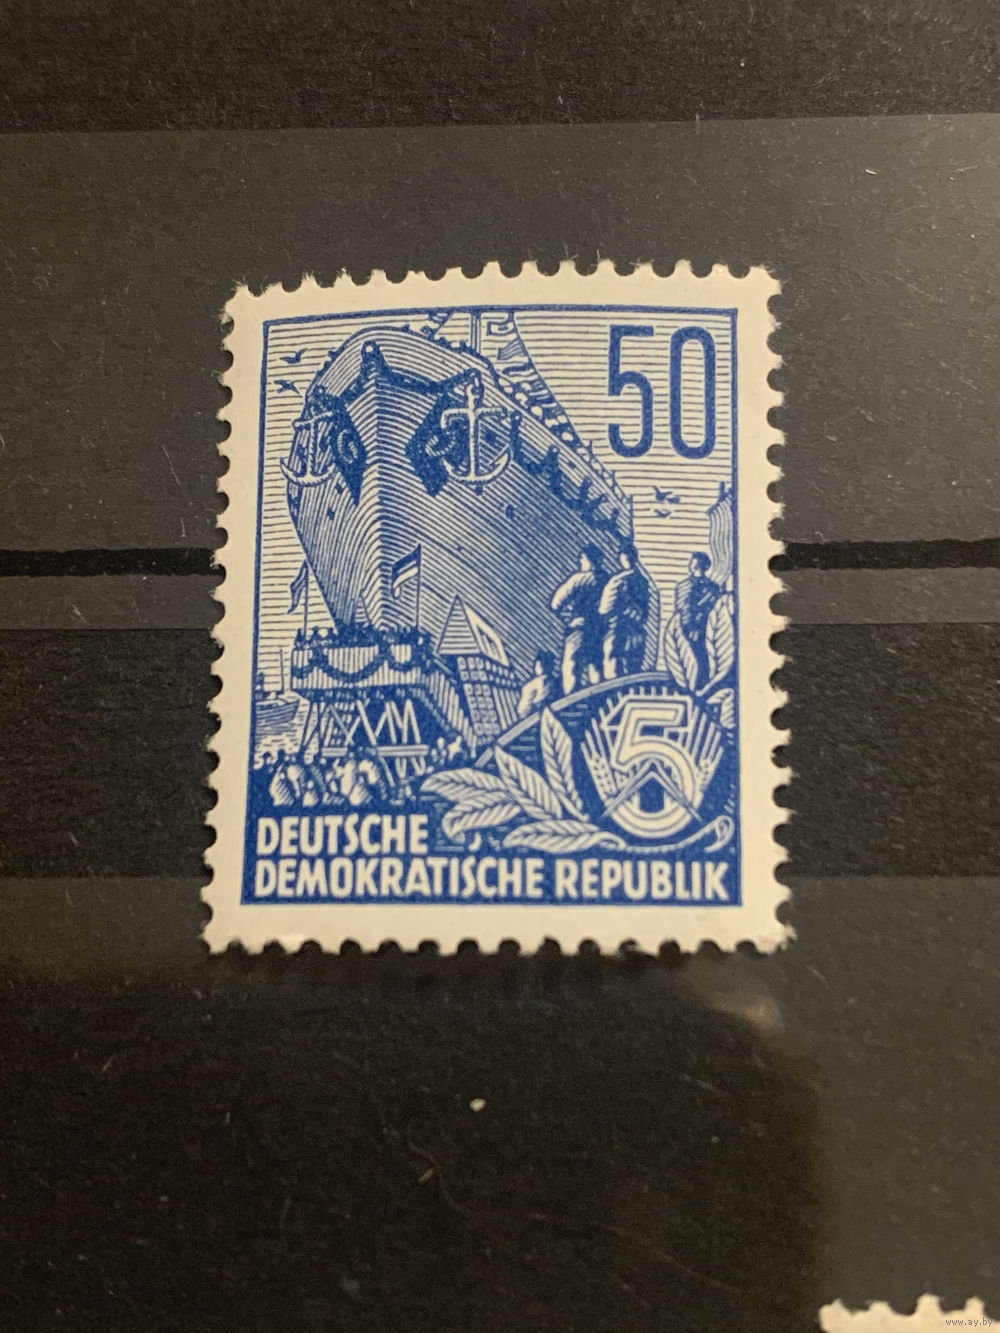 50
5
DEUTSCHE
DEMOKRATISCHE REPUBLIK
www.ay.by